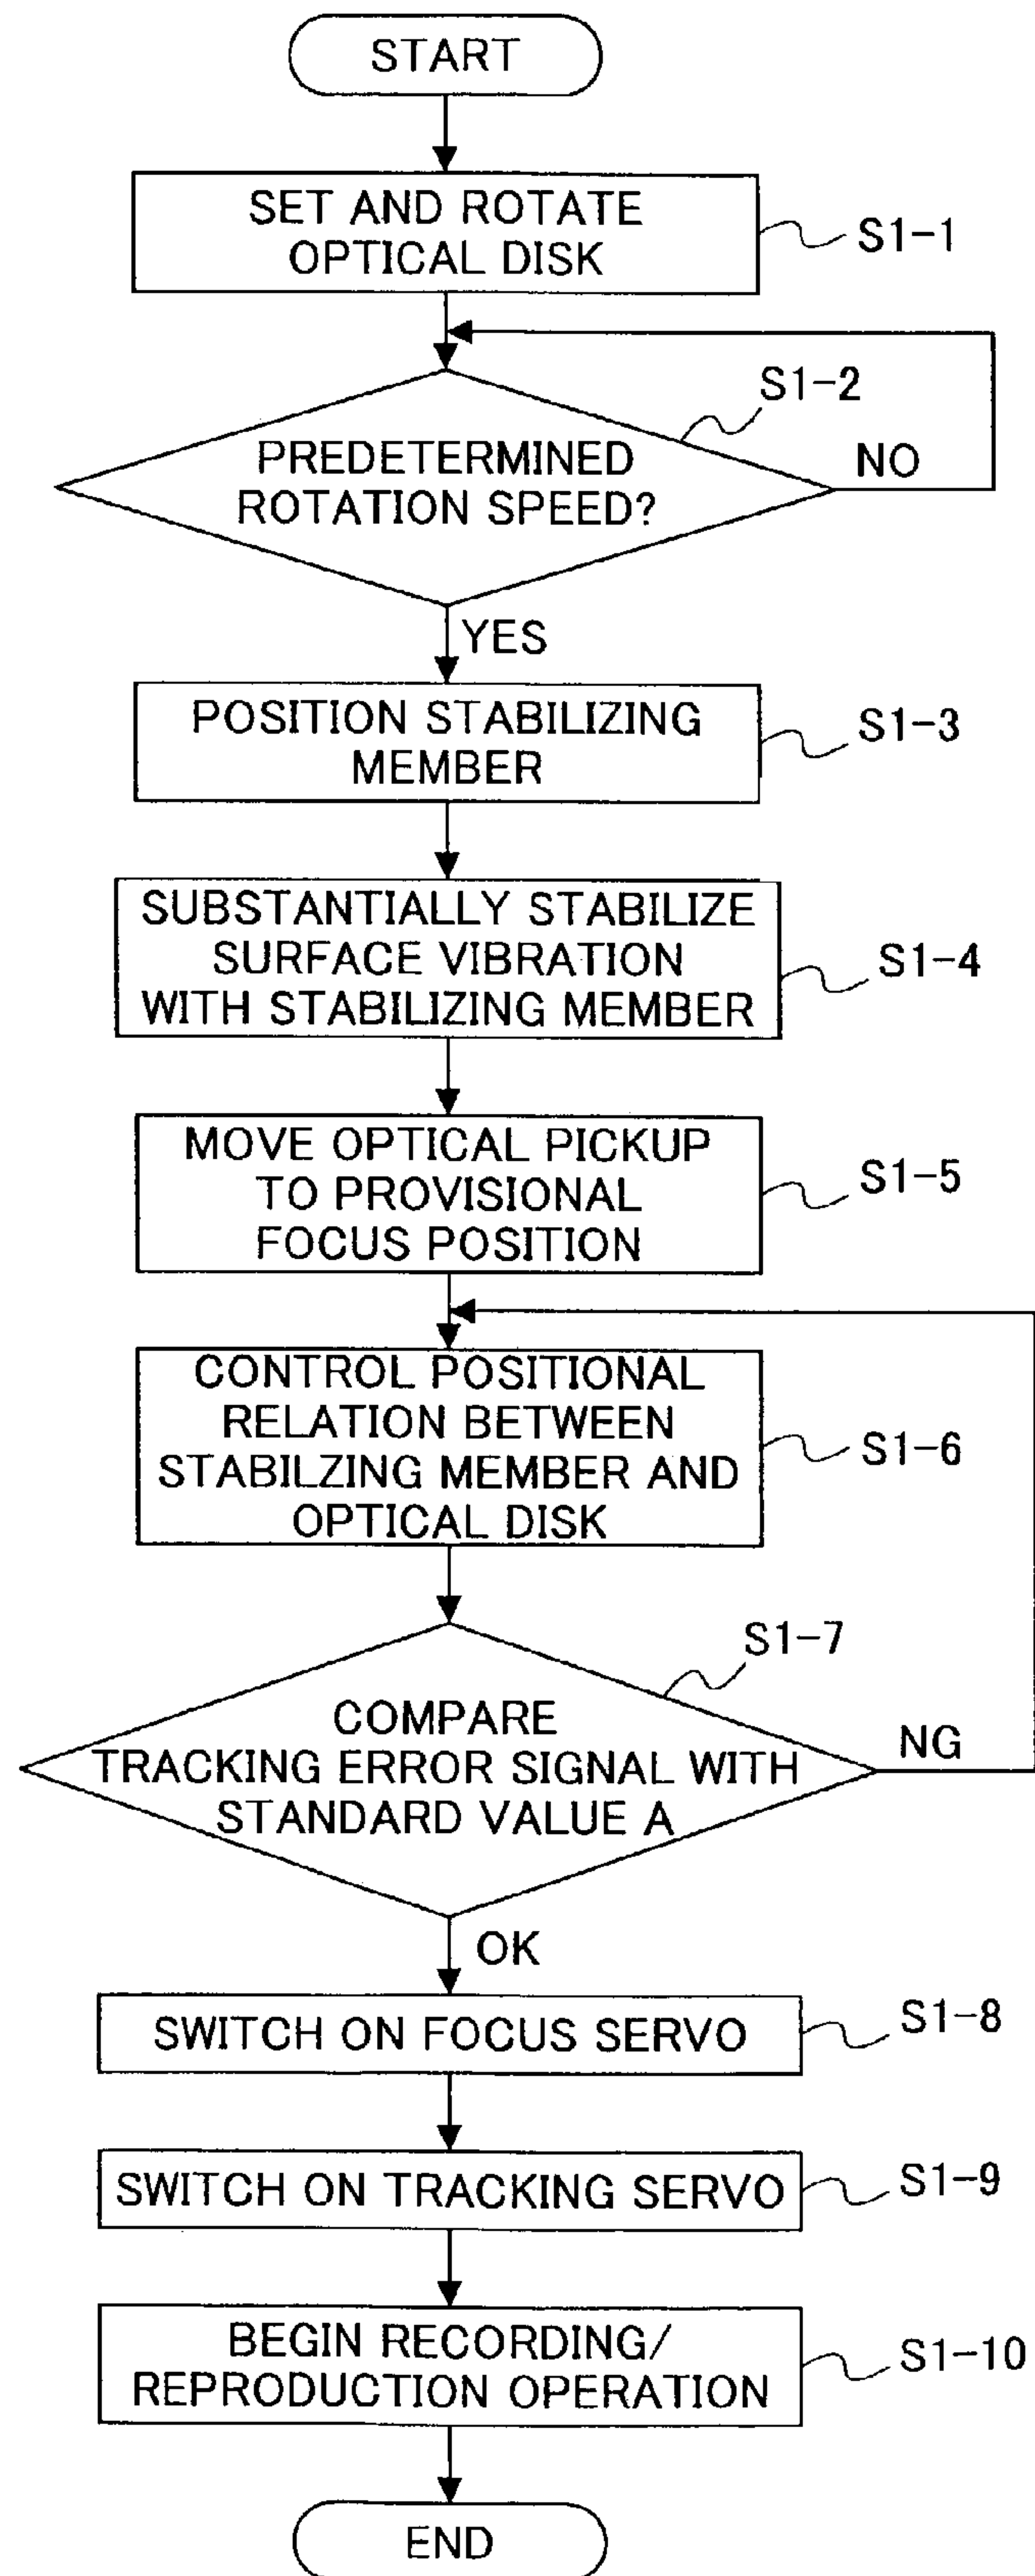 START
SET AND ROTATE
OPTICAL DISK
S1-1
S1-2
PREDETERMINED
ROTATION SPEED?
NO
YES
POSITION STABILIZING
MEMBER
S1-3
SUBSTANTIALLY STABILIZE
SURFACE VIBRATION
WITH STABILIZING MEMBER
S1-4
MOVE OPTICAL PICKUP
TO PROVISIONAL
FOCUS POSITION
S1-5
CONTROL POSITIONAL
RELATION BETWEEN
STABILZING MEMBER AND
OPTICAL DISK
S1-6
S1-7
COMPARE
TRACKING ERROR SIGNAL WITH
STANDARD VALUE A
NG
OK
SWITCH ON FOCUS SERVO
S1-8
SWITCH ON TRACKING SERVO
S1-9
BEGIN RECORDING/
REPRODUCTION OPERATION
S1-10
END